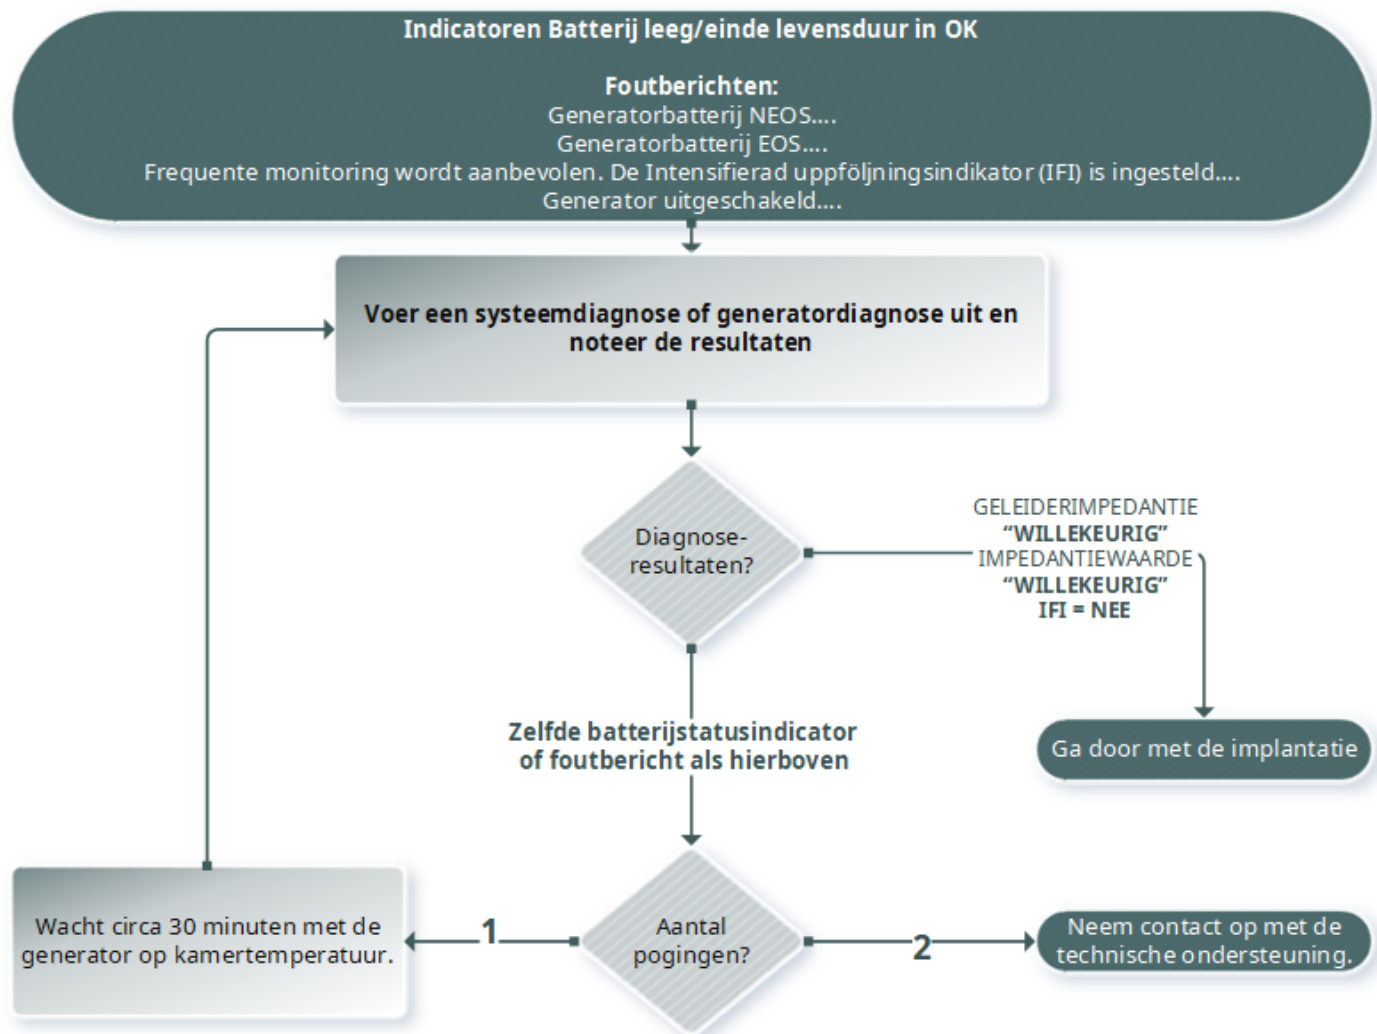 Indicatoren Batterij leeg/einde levensduur in OK
Foutberichten:
Generatorbatterij NEOS....
Generatorbatterij EOS....
Frequente monitoring wordt aanbevolen. De Intensifierad uppföljningsindikator (IFI) is ingesteld....
Generator uitgeschakeld....
Voer een systeemdiagnose of generatordiagnose uit en
noteer de resultaten
Diagnose-
resultaten?
GELEIDERIMPEDANTIE
“WILLEKEURIG”
IMPEDANTIEWAARDE
“WILLEKEURIG”
IFI = NEE
Zelfde batterijstatusindicator
of foutbericht als hierboven
Ga door met de implantatie
Wacht circa 30 minuten met de
generator op kamertemperatuur.
1
Aantal
pogingen?
2
Neem contact op met de
technische ondersteuning.